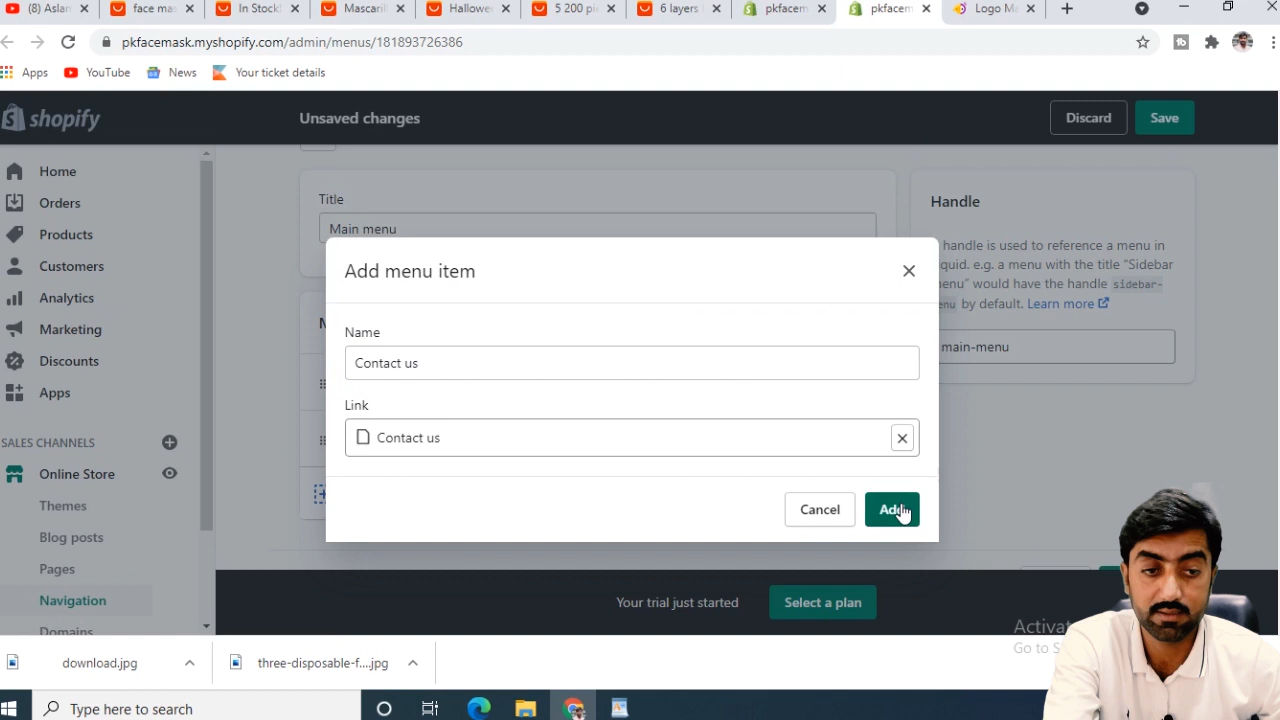 (8) Aslan
face mas
In Stock
Mascaril
Hallowe
5 200 pi
6 layers
pkfacem
pkfacem
Logo Ma
pkfacemask.myshopify.com/admin/menus/181893726386
Apps
YouTube
News
Your ticket details
shopify
Unsaved changes
Discard
Save
Home
Orders
Products
Customers
Analytics
Marketing
Discounts
Apps
SALES CHANNELS
Online Store
Themes
Blog posts
Pages
Navigation
Domains
Title
Main menu
Handle
handle is used to reference a menu in
quid. e.g. a menu with the title "Sidebar
enu" would have the handle sidebar-
enu by default. Learn more
main-menu
Add menu item
Name
Contact us
Link
Contact us
Cancel
Add
Your trial just started
Select a plan
Activat
Go to S
download.jpg
three-disposable-f....jpg
Type here to search